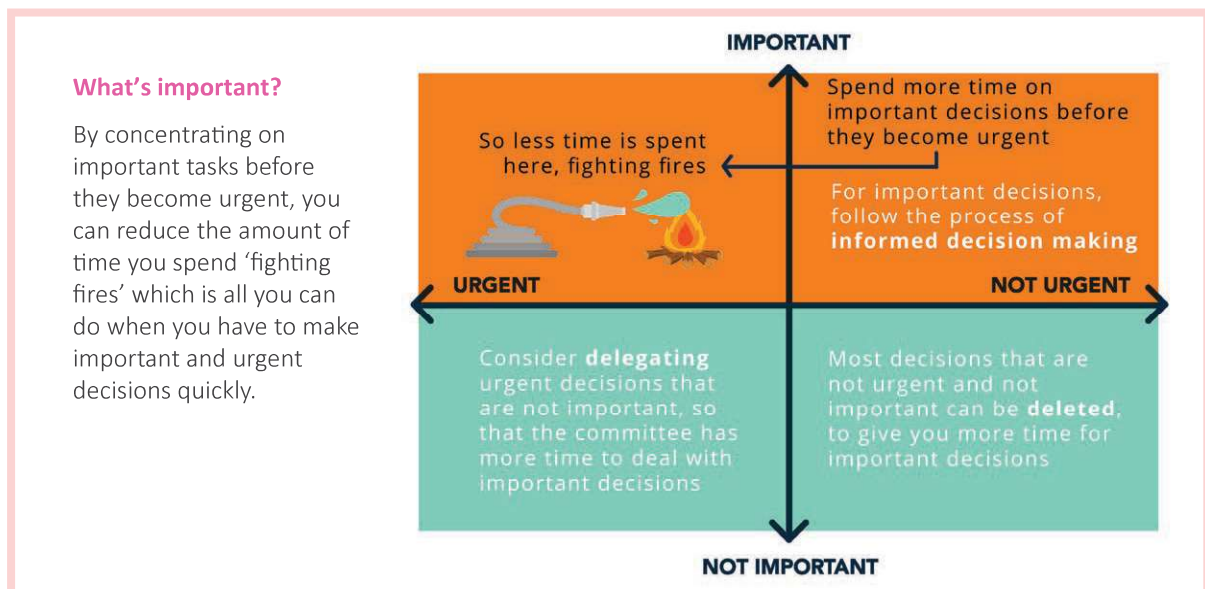 What’s important?
By concentrating on
important tasks before
they become urgent, you
can reduce the amount of
time you spend ‘fighting
fires’ which is all you can
do when you have to make
important and urgent
decisions quickly.
IMPORTANT
So less time is spent
here, fighting fires
Spend more time on
important decisions before
they become urgent
For important decisions,
follow the process of
informed decision making
URGENT
NOT URGENT
Consider delegating
urgent decisions that
are not important, so
that the committee has
more time to deal with
important decisions
Most decisions that are
not urgent and not
important can be deleted,
to give you more time for
important decisions
NOT IMPORTANT